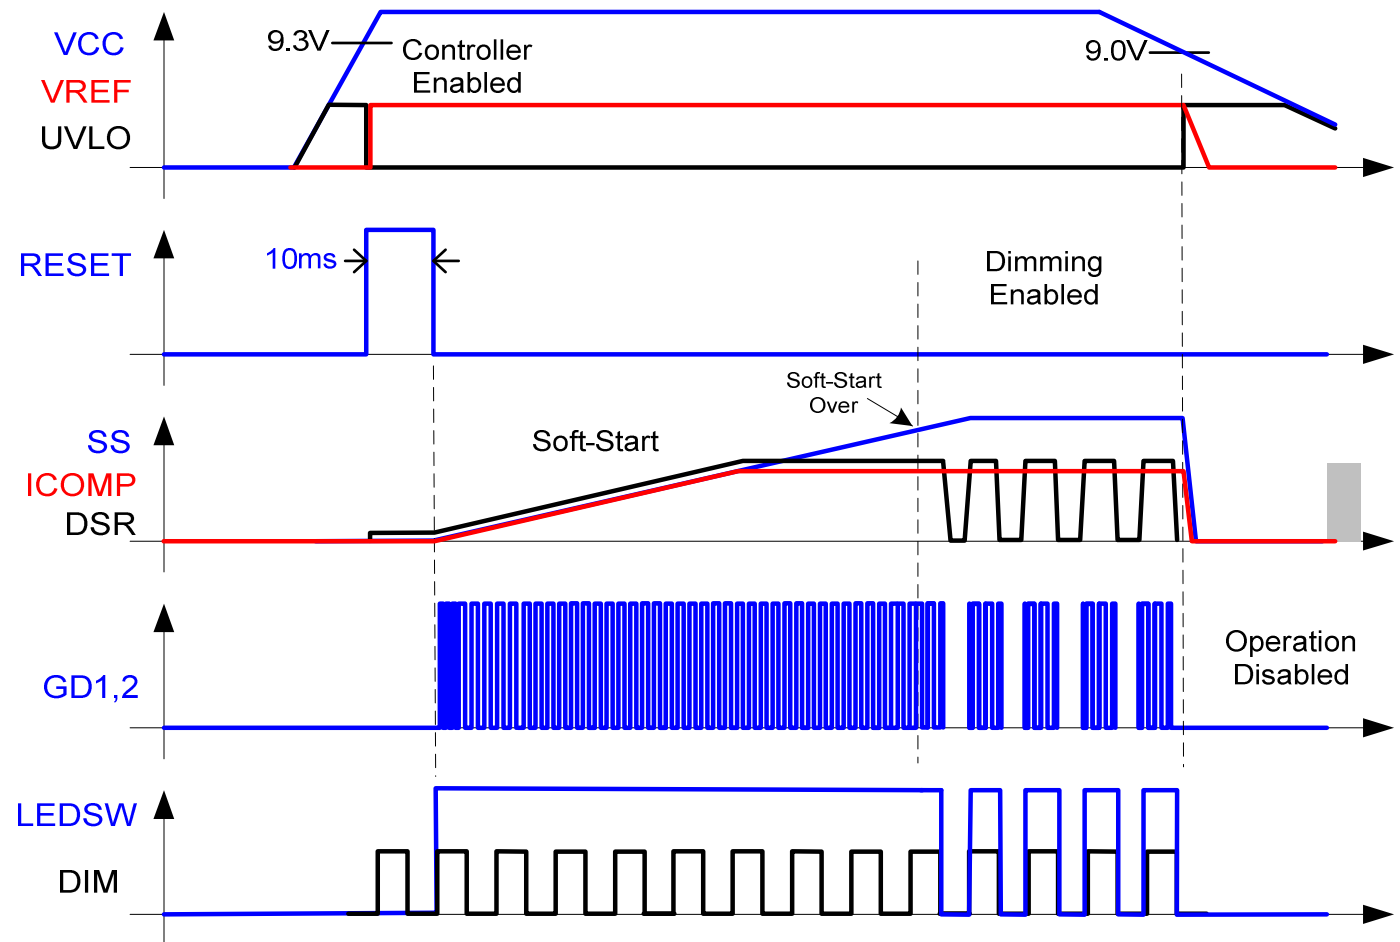 VCC
VREF
UVLO
9.3V
Controller
Enabled
9.0V
RESET
10ms
Dimming
Enabled
Soft-Start
Over
SS
ICOMP
DSR
Soft-Start
GD1,2
Operation
Disabled
LEDSW
DIM